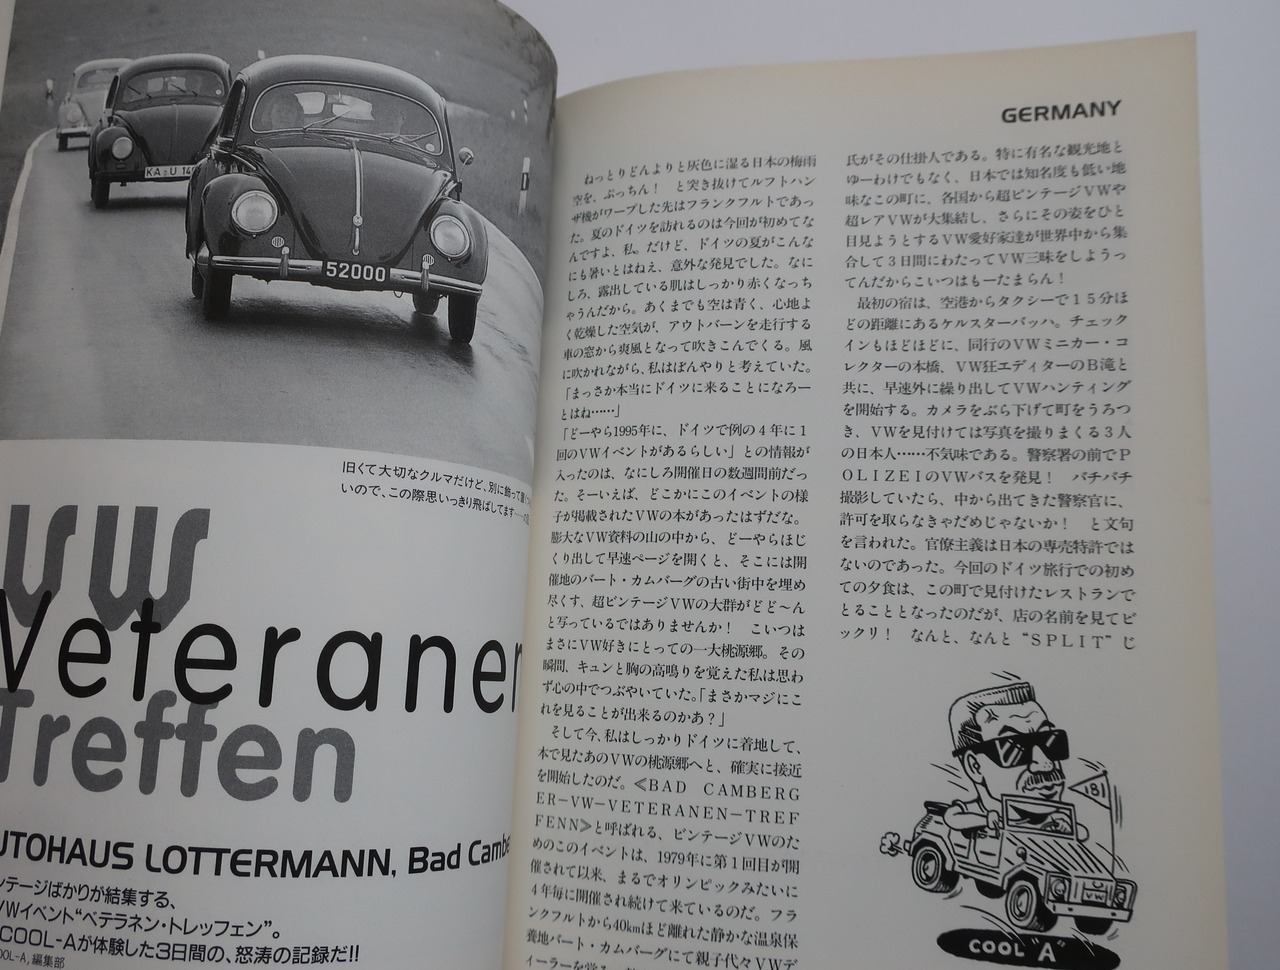 KA U 14
52000
旧くて大切なクルマだけど、別に飾って置く
いので、この際思いっきり飛ばしてます
VW
Veteranen
Treffen
UTOHAUS LOTTERMANN, Bad Cambe
ンテージばかりが結集する、
VWイベント“ベテラネン・トレッフェン”。
COOL-Aが体験した3日間の、怒涛の記録だ!!
OOL-A, 編集部
GERMANY
ねっとりどんよりと灰色に湿る日本の梅雨
空を、ぷっちん！　と突き抜けてルフトハン
ザ機がワープした先はフランクフルトであっ
た。夏のドイツを訪れるのは今回が初めてな
んですよ、私。だけど、ドイツの夏がこんな
にも暑いとはねえ、意外な発見でした。なに
しろ、露出している肌はしっかり赤くなっち
ゃうんだから。あくまでも空は青く、心地よ
く乾燥した空気が、アウトバーンを走行する
車の窓から爽風となって吹きこんでくる。風
に吹かれながら、私はぼんやりと考えていた。
「まっさか本当にドイツに来ることになろー
とはね……」
「どーやら1995年に、ドイツで例の４年に１
回のVWイベントがあるらしい」との情報が
入ったのは、なにしろ開催日の数週間前だっ
た。そーいえば、どこかにこのイベントの様
子が掲載されたVWの本があったはずだな。
膨大なVW資料の山の中から、どーやらほじ
くり出して早速ページを開くと、そこには開
催地のバート・カムバーグの古い街中を埋め
尽くす、超ビンテージVWの大群がどど〜ん
と写っているではありませんか！　こいつは
まさにVW好きにとっての一大桃源郷。その
瞬間、キュンと胸の高鳴りを覚えた私は思わ
ず心の中でつぶやいていた。「まさかマジにこ
れを見ることが出来るのかあ？」
そして今、私はしっかりドイツに着地して、
本で見たあのVWの桃源郷へと、確実に接近
を開始したのだ。≪BAD CAMBERG
ER−VW−VETERANEN−TREF
FENN≫と呼ばれる、ビンテージVWのた
めのこのイベントは、1979年に第１回目が開
催されて以来、まるでオリンピックみたいに
４年毎に開催され続けて来ているのだ。フラ
ンクフルトから40kmほど離れた静かな温泉保
養地バート・カムバーグにて親子代々VWデ
ィーラーを営む、
氏がその仕掛人である。特に有名な観光地と
ゆーわけでもなく、日本では知名度も低い地
味なこの町に、各国から超ビンテージVWや
超レアVWが大集結し、さらにその姿をひと
目見ようとするVW愛好家達が世界中から集
合して３日間にわたってVW三昧をしようっ
てんだからこいつはもーたまらん！
最初の宿は、空港からタクシーで１５分ほ
どの距離にあるケルスターバッハ。チェック
インもほどほどに、同行のVWミニカー・コ
レクターの本橋、VW狂エディターのB滝と
共に、早速外に繰り出してVWハンティング
を開始する。カメラをぶら下げて町をうろつ
き、VWを見付けては写真を撮りまくる３人
の日本人……不気味である。警察署の前でP
OLIZEIのVWバスを発見！　バチバチ
撮影していたら、中から出てきた警察官に、
許可を取らなきゃだめじゃないか！　と文句
を言われた。官僚主義は日本の専売特許では
ないのであった。今回のドイツ旅行での初め
ての夕食は、この町で見付けたレストランで
とることとなったのだが、店の名前を見てビ
ックリ！　なんと、なんと“SPLIT”じ
181
VW
COOL "A"